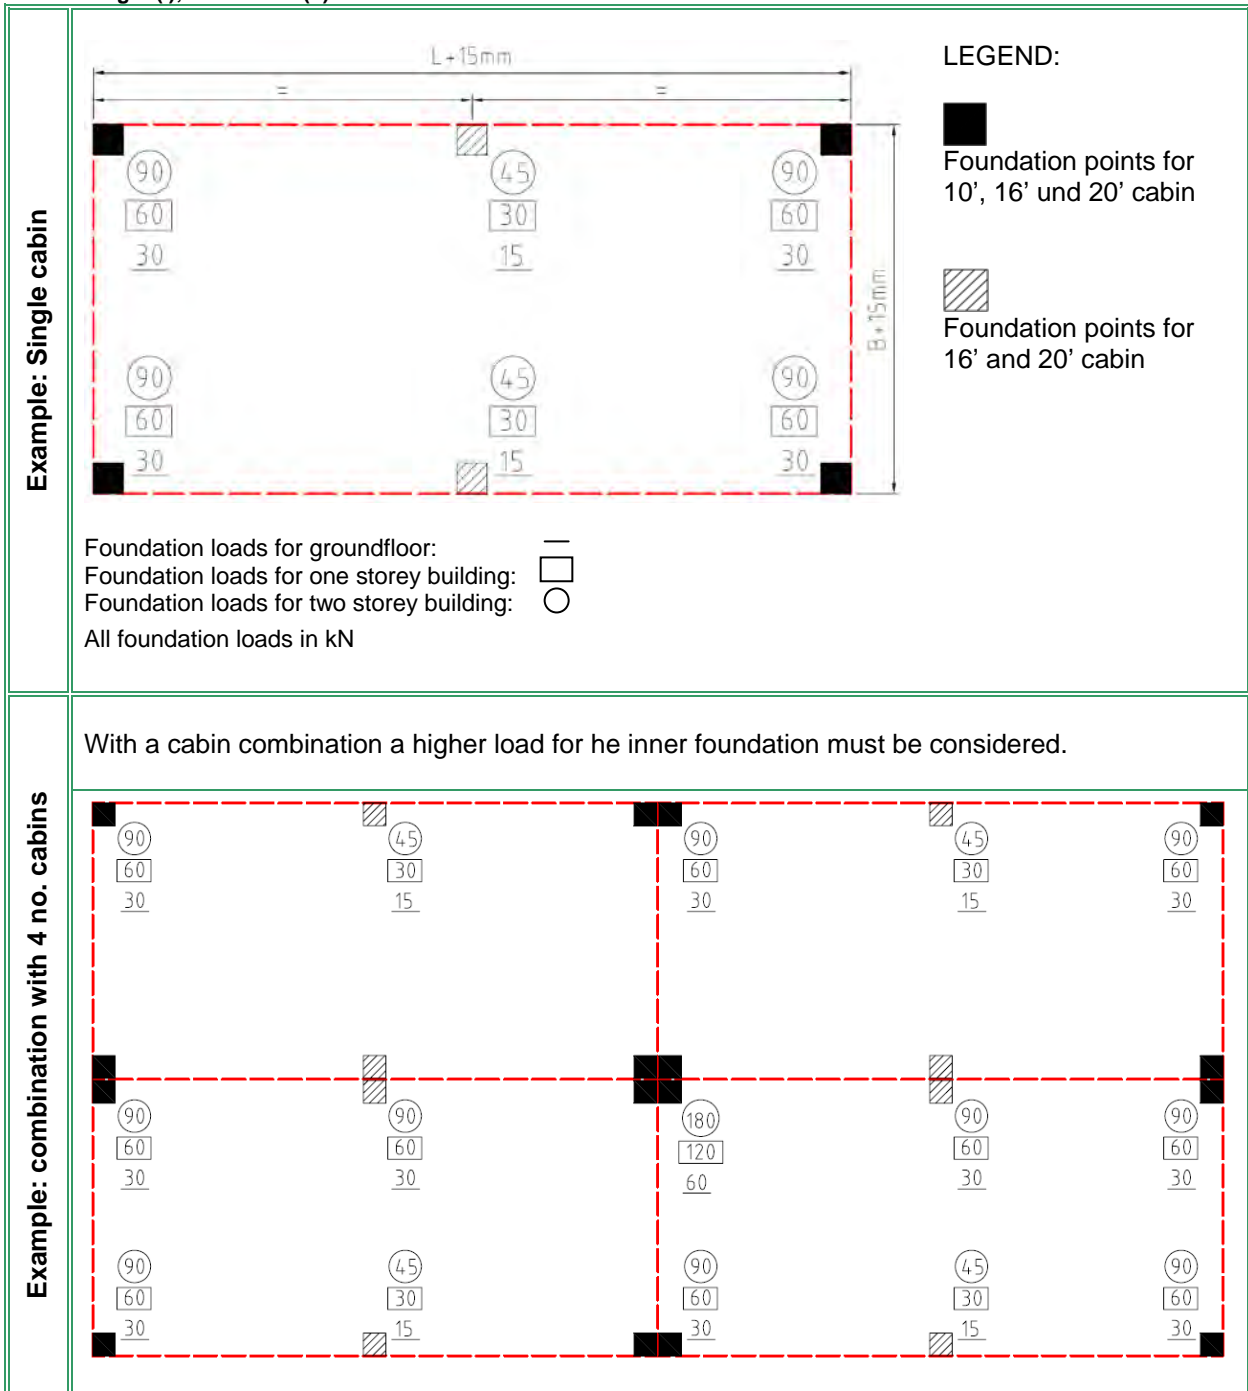 Example: Single cabin
L+15mm
= =
90 45 90
60 30 60
30 15 30
B+15mm
90 45 90
60 30 60
30 15 30
LEGEND:
Foundation points for
10’, 16’ und 20’ cabin
Foundation points for
16’ and 20’ cabin
Foundation loads for groundfloor:
Foundation loads for one storey building:
Foundation loads for two storey building:
All foundation loads in kN
Example: combination with 4 no. cabins
With a cabin combination a higher load for he inner foundation must be considered.
90 45 90 45 90
60 30 60 30 60
30 15 30 15 30
90 90 180 90 90
60 60 120 60 60
30 30 60 30 30
90 45 90 45 90
60 30 60 30 60
30 15 30 15 30